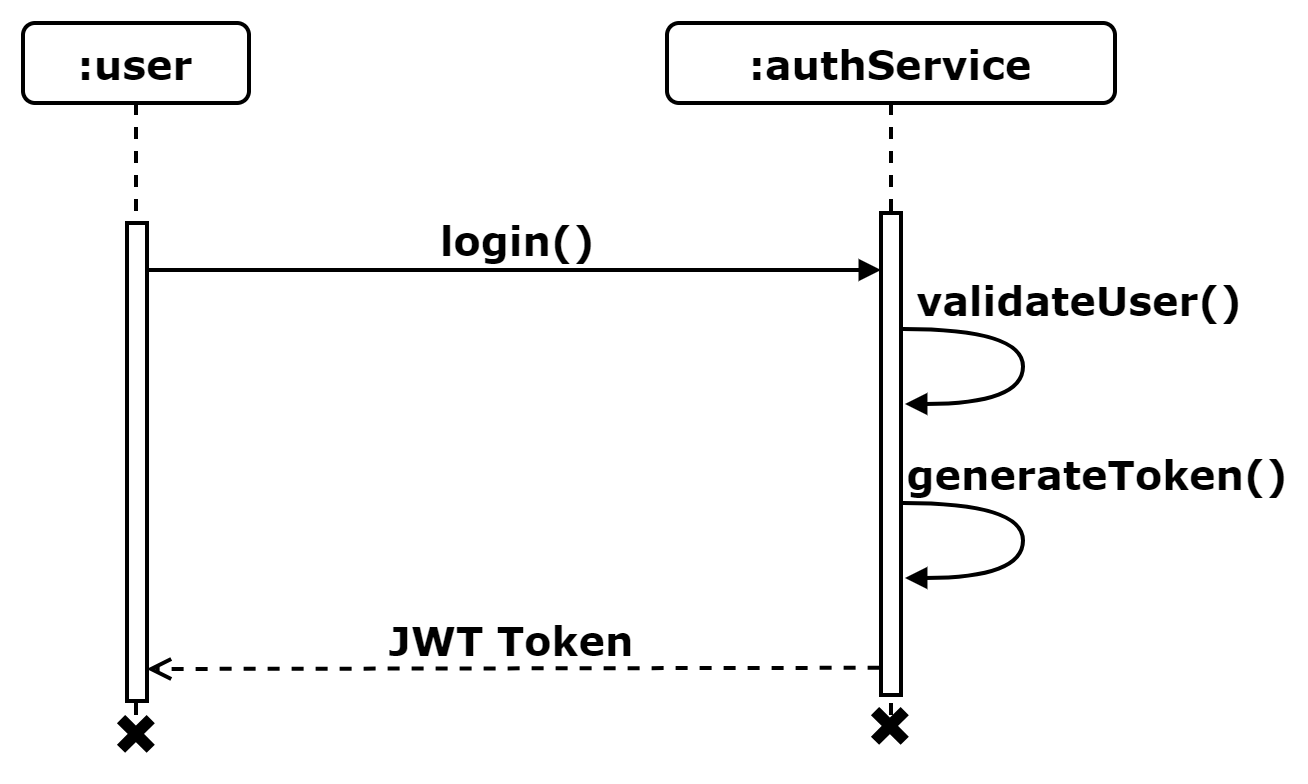 :user
:authService
login()
validateUser()
generateToken()
JWT Token